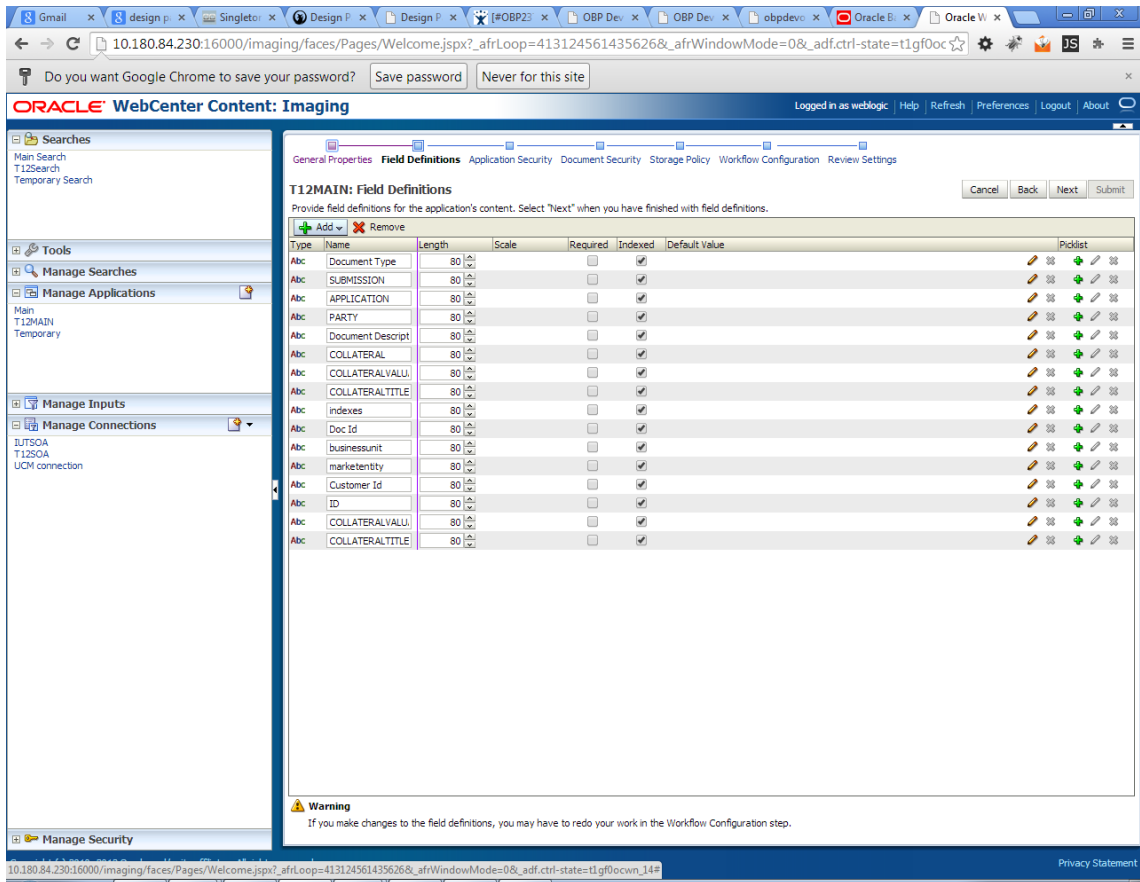 Gmail
design p
Singleton
Design P
Design P
[#OBP23
OBP Dev
OBP Dev
obpdevo
Oracle B
Oracle W
10.180.84.230:16000/imaging/faces/Pages/Welcome.jspx?_afrLoop=413124561435626&_afrWindowMode=0&_adf.ctrl-state=t1gf0oc
Do you want Google Chrome to save your password? Save password Never for this site
ORACLE WebCenter Content: Imaging
Logged in as weblogic Help Refresh Preferences Logout About
Searches
Main Search
T12Search
Temporary Search
Tools
Manage Searches
Manage Applications
Main
T12MAIN
Temporary
Manage Inputs
Manage Connections
IUTSOA
T12SOA
UCM connection
Manage Security
General Properties Field Definitions Application Security Document Security Storage Policy Workflow Configuration Review Settings
T12MAIN: Field Definitions
Cancel Back Next Submit
Provide field definitions for the application's content. Select "Next" when you have finished with field definitions.
Add Remove
Type Name Length Scale Required Indexed Default Value Picklist
Abc Document Type 80
Abc SUBMISSION 80
Abc APPLICATION 80
Abc PARTY 80
Abc Document Descript 80
Abc COLLATERAL 80
Abc COLLATERALVALU 80
Abc COLLATERALTITLE 80
Abc indexes 80
Abc Doc Id 80
Abc businessunit 80
Abc marketentity 80
Abc Customer Id 80
Abc ID 80
Abc COLLATERALVALU 80
Abc COLLATERALTITLE 80
Warning
If you make changes to the field definitions, you may have to redo your work in the Workflow Configuration step.
Privacy Statement
10.180.84.230:16000/imaging/faces/Pages/Welcome.jspx?_afrLoop=413124561435626&_afrWindowMode=0&_adf.ctrl-state=t1gf0ocwn_14#